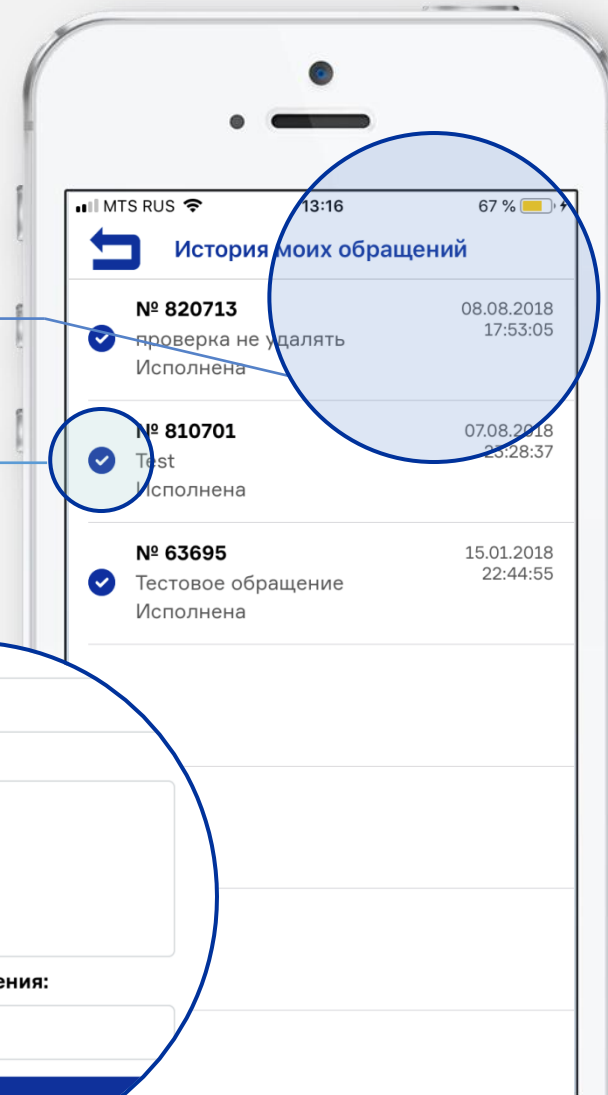 MTS RUS 13:16 67 %
История моих обращений
№ 820713 08.08.2018
проверка не удалять 17:53:05
Исполнена
№ 810701 07.08.2018
Test 23:28:37
Исполнена
№ 63695 15.01.2018
Тестовое обращение 22:44:55
Исполнена
ения: